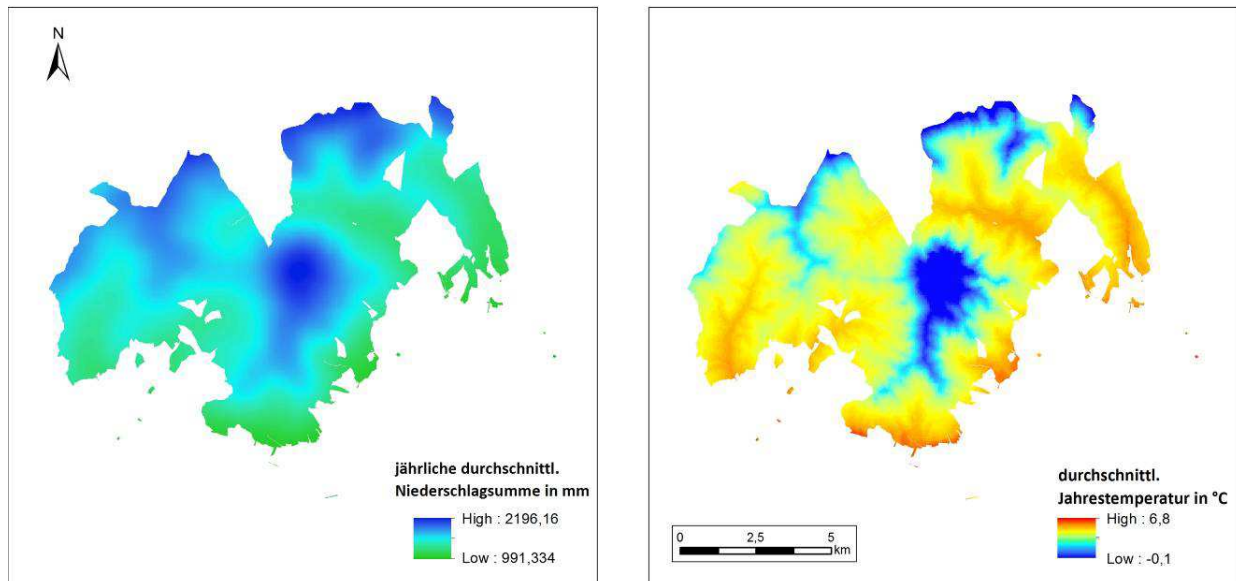 N
jährliche durchschnittl.
Niederschlagsumme in mm
High : 2196,16
Low : 991,334
0 2,5 5
km
durchschnittl.
Jahrestemperatur in °C
High : 6,8
Low : -0,1